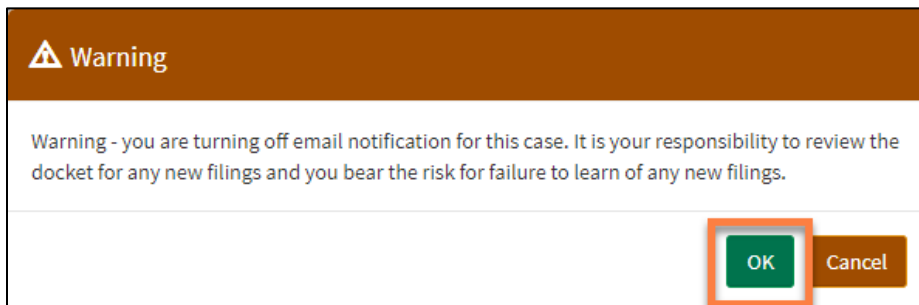 Warning
Warning - you are turning off email notification for this case. It is your responsibility to review the
docket for any new filings and you bear the risk for failure to learn of any new filings.
OK Cancel